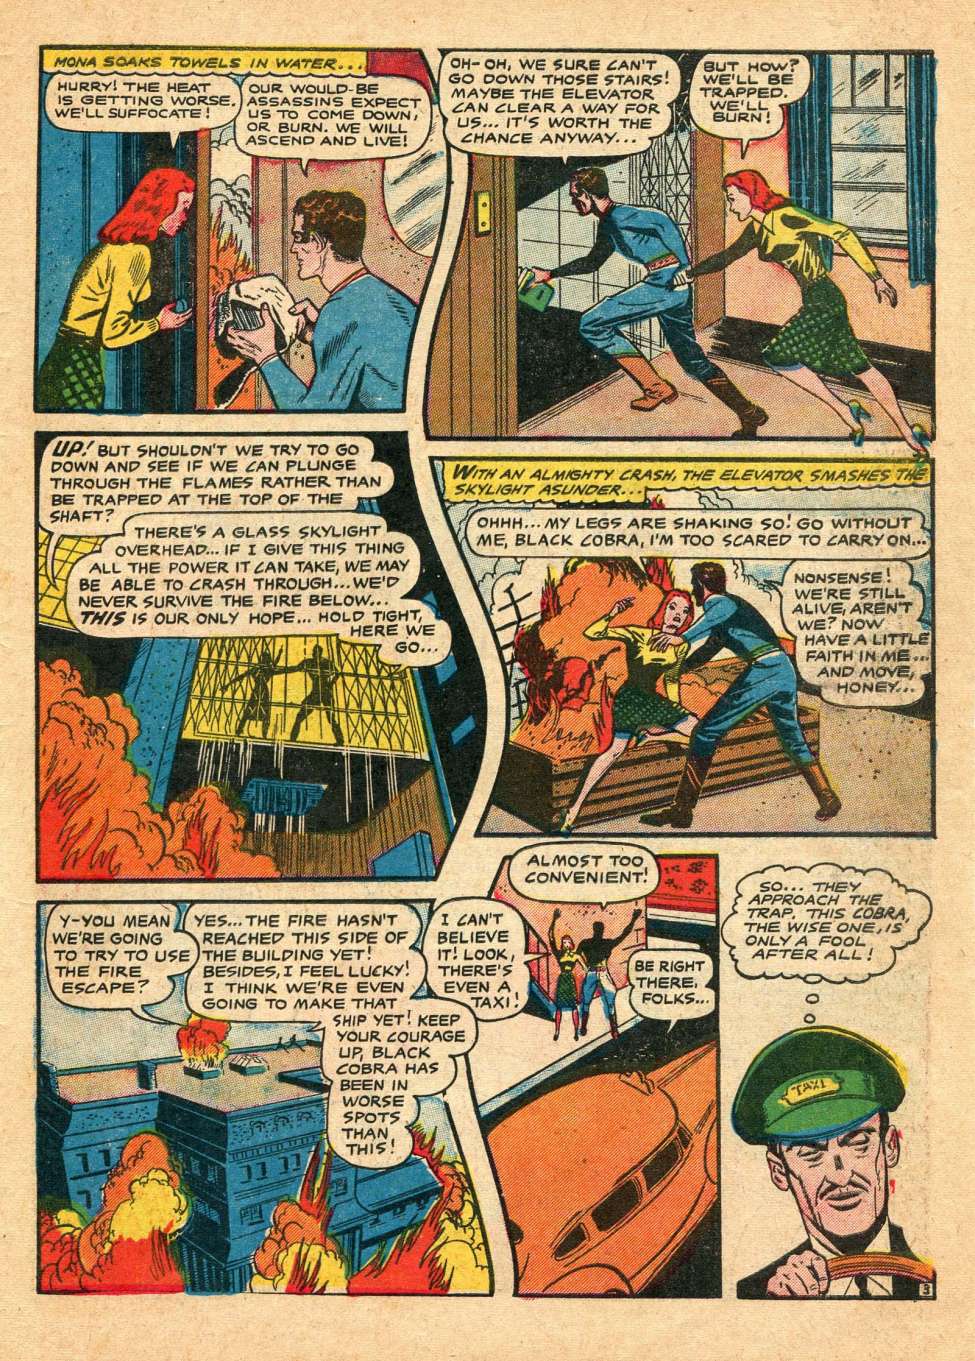 MONA SOAKS TOWELS IN WATER...
HURRY! THE HEAT
IS GETTING WORSE.
WE'LL SUFFOCATE!
OUR WOULD-BE
ASSASSINS EXPECT
US TO COME DOWN,
OR BURN. WE WILL
ASCEND AND LIVE!
OH-OH, WE SURE CAN'T
GO DOWN THOSE STAIRS!
MAYBE THE ELEVATOR
CAN CLEAR A WAY FOR
US... IT'S WORTH THE
CHANCE ANYWAY...
BUT HOW?
WE'LL BE
TRAPPED.
WE'LL
BURN!
UP! BUT SHOULDN'T WE TRY TO GO
DOWN AND SEE IF WE CAN PLUNGE
THROUGH THE FLAMES RATHER THAN
BE TRAPPED AT THE TOP OF THE
SHAFT?
THERE'S A GLASS SKYLIGHT
OVERHEAD... IF I GIVE THIS THING
ALL THE POWER IT CAN TAKE, WE MAY
BE ABLE TO CRASH THROUGH... WE'D
NEVER SURVIVE THE FIRE BELOW...
THIS IS OUR ONLY HOPE... HOLD TIGHT,
HERE WE
GO...
WITH AN ALMIGHTY CRASH, THE ELEVATOR SMASHES THE
SKYLIGHT ASUNDER...
OHHH... MY LEGS ARE SHAKING SO! GO WITHOUT
ME, BLACK COBRA, I'M TOO SCARED TO CARRY ON...
NONSENSE!
WE'RE STILL
ALIVE, AREN'T
WE? NOW
HAVE A LITTLE
FAITH IN ME...
AND MOVE,
HONEY...
Y-YOU MEAN
WE'RE GOING
TO TRY TO USE
THE FIRE
ESCAPE?
YES... THE FIRE HASN'T
REACHED THIS SIDE OF
THE BUILDING YET!
BESIDES, I FEEL LUCKY!
I THINK WE'RE EVEN
GOING TO MAKE THAT
SHIP YET! KEEP
YOUR COURAGE
UP, BLACK
COBRA HAS
BEEN IN
WORSE
SPOTS
THAN
THIS!
I CAN'T
BELIEVE
IT! LOOK,
THERE'S
EVEN A
TAXI!
ALMOST TOO
CONVENIENT!
BE RIGHT
THERE,
FOLKS...
SO... THEY
APPROACH THE
TRAP. THIS COBRA,
THE WISE ONE, IS
ONLY A FOOL
AFTER ALL!
TAXI
3